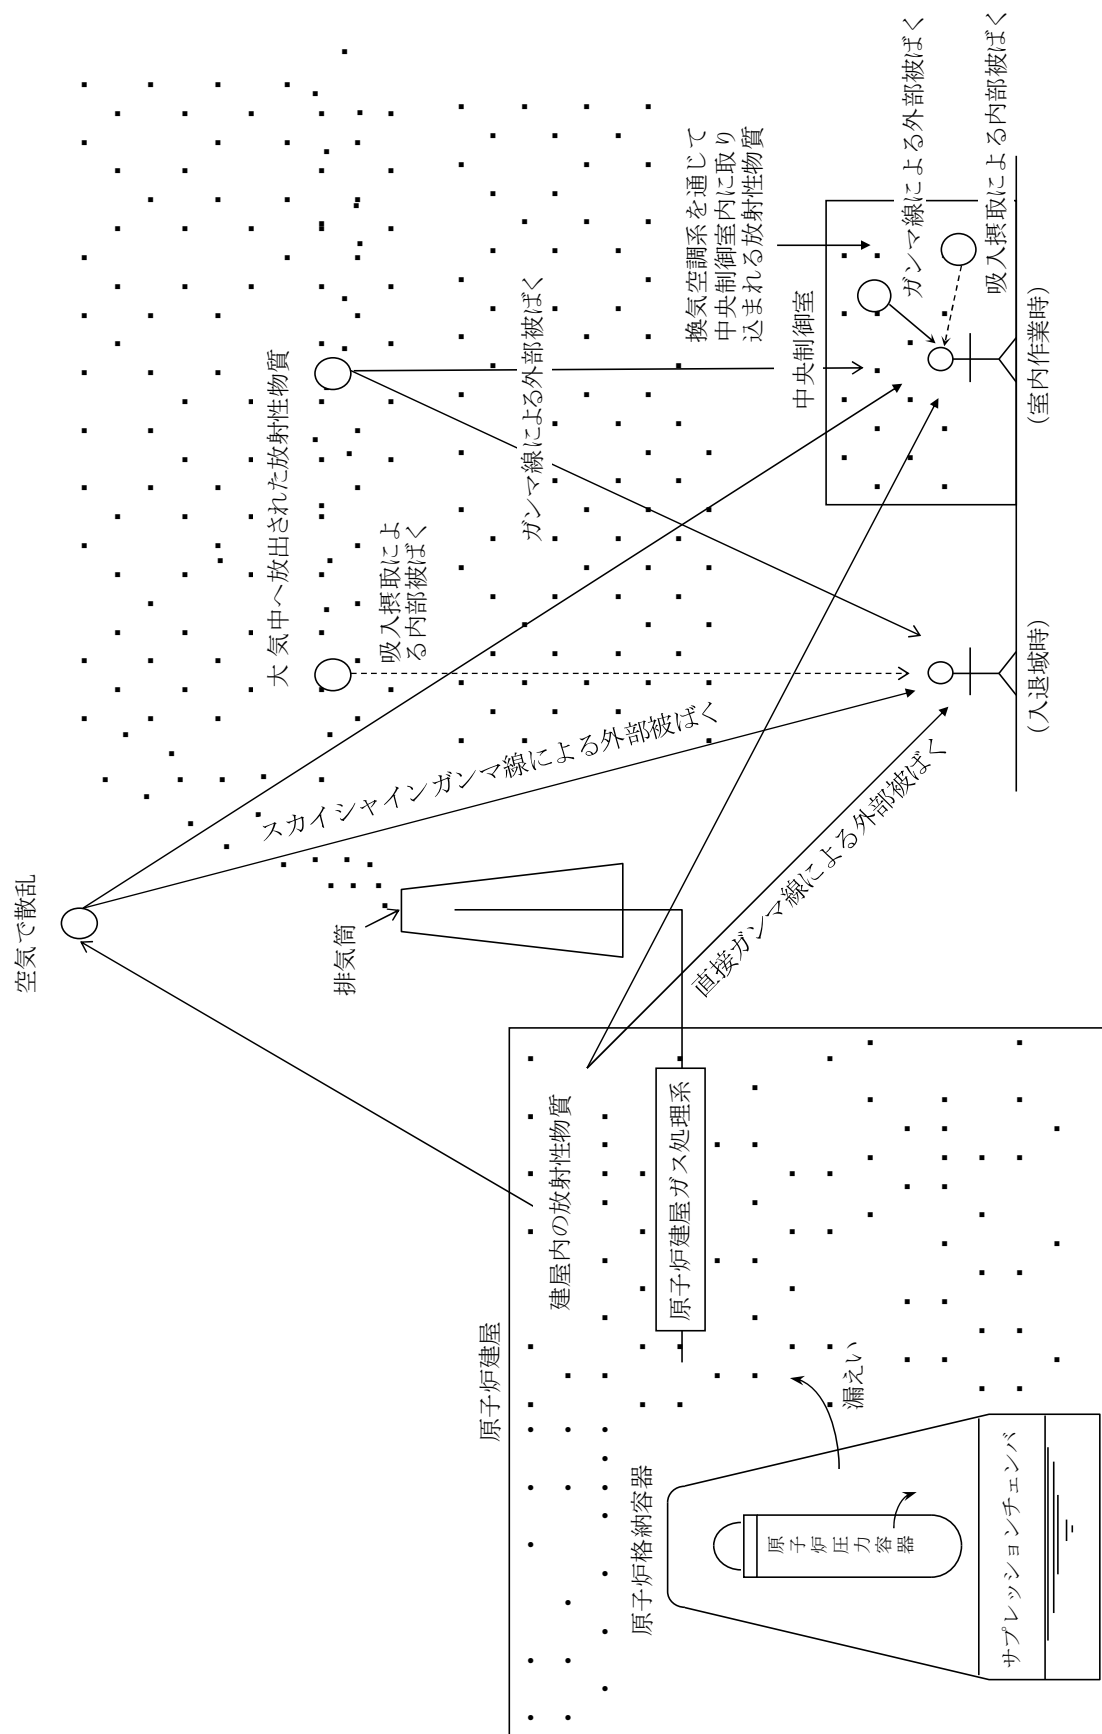 空気で散乱
大気中へ放出された放射性物質
排気筒
吸入摂取によ
る内部被ばく
スカイシャインガンマ線による外部被ばく
ガンマ線による外部被ばく
原子炉建屋
建屋内の放射性物質
原子炉建屋ガス処理系
直接ガンマ線による外部被ばく
換気空調系を通じて
中央制御室内に取り
込まれる放射性物質
中央制御室
ガンマ線による外部被ばく
吸入摂取による内部被ばく
原子炉格納容器
原子炉圧力容器
漏えい
サプレッションチェンバ
(入退域時)
(室内作業時)